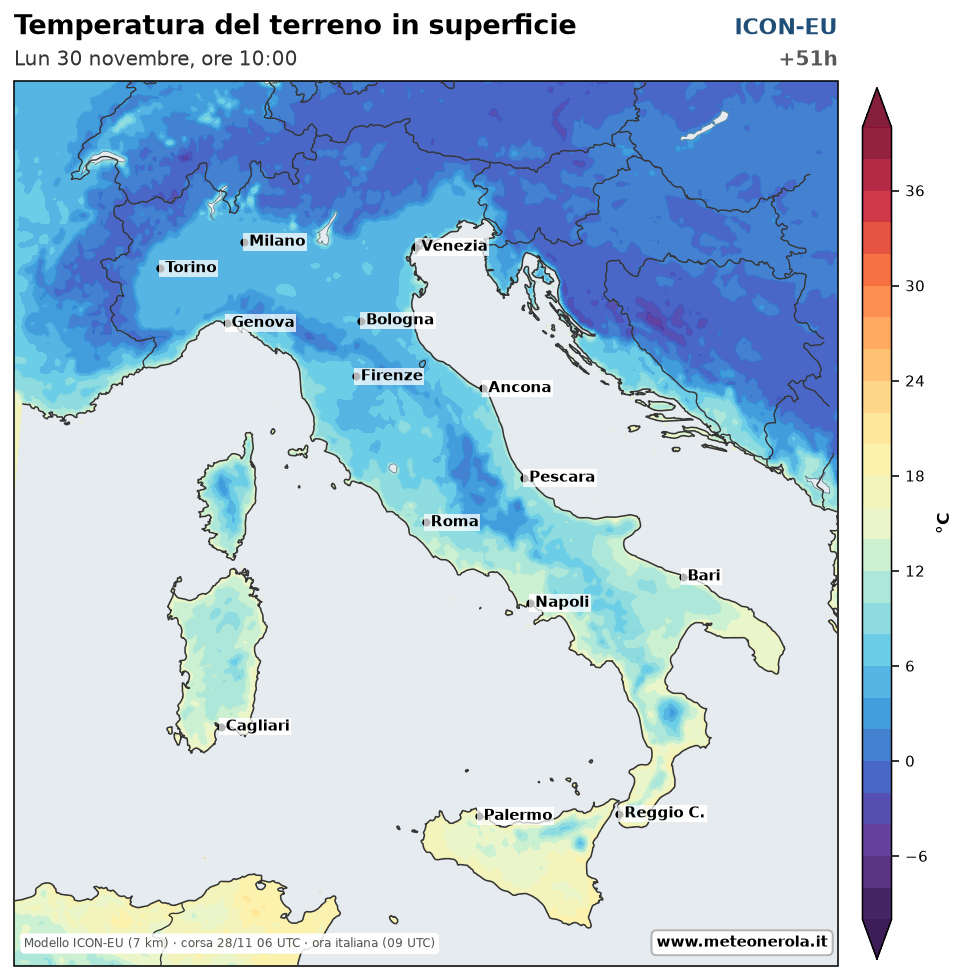 Temperatura del terreno in superficie
ICON-EU
Lun 30 novembre, ore 10:00
+51h
Milano
Venezia
Torino
Genova
Bologna
Firenze
Ancona
Pescara
Roma
Bari
Napoli
Cagliari
Palermo
Reggio C.
36
30
24
18
12
6
0
−6
°C
Modello ICON-EU (7 km) · corsa 28/11 06 UTC · ora italiana (09 UTC)
www.meteonerola.it